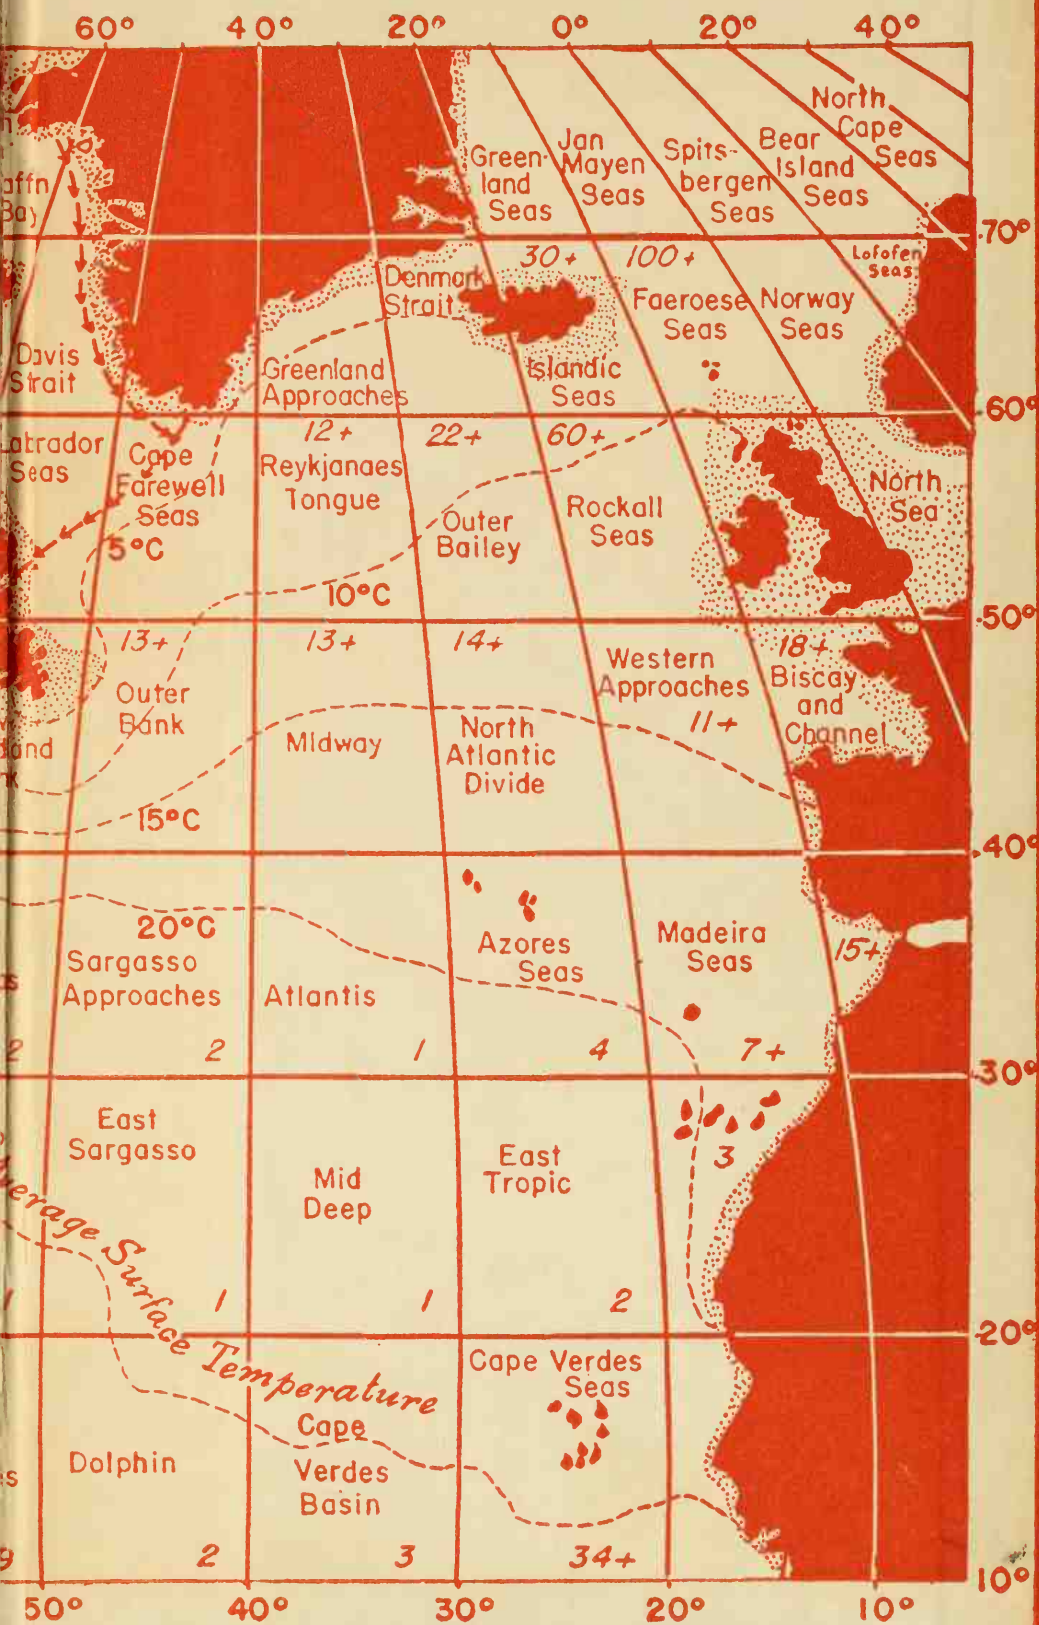 60° 40° 20° 0° 20° 40°
North
Cape
Seas
Bear
Island
Seas
Spits-
bergen
Seas
Jan
Mayen
Seas
Green-
land
Seas
affn
Bay
70°
30+ 100+
Lofofen
Seas
Denmark
Strait
Faeroese
Seas
Norway
Seas
Davis
Strait
Greenland
Approaches
Islandic
Seas
60°
12+ 22+ 60+
Labrador
Seas
Cape
Farewell
Seas
Reykjanaes
Tongue
Outer
Bailey
Rockall
Seas
North
Sea
5°C
10°C
50°
13+ 13+ 14+ 18+
Outer
Bank
Midway
North
Atlantic
Divide
Western
Approaches
11+
Biscay
and
Channel
15°C
40°
20°C
Sargasso
Approaches
Atlantis
Azores
Seas
Madeira
Seas
15+
2 2 1 4 7+
30°
East
Sargasso
Mid
Deep
East
Tropic
3
Average Surface Temperature
1 1 1 2
20°
Cape Verdes
Seas
Dolphin
Cape
Verdes
Basin
9 2 3 34+
10°
50° 40° 30° 20° 10°